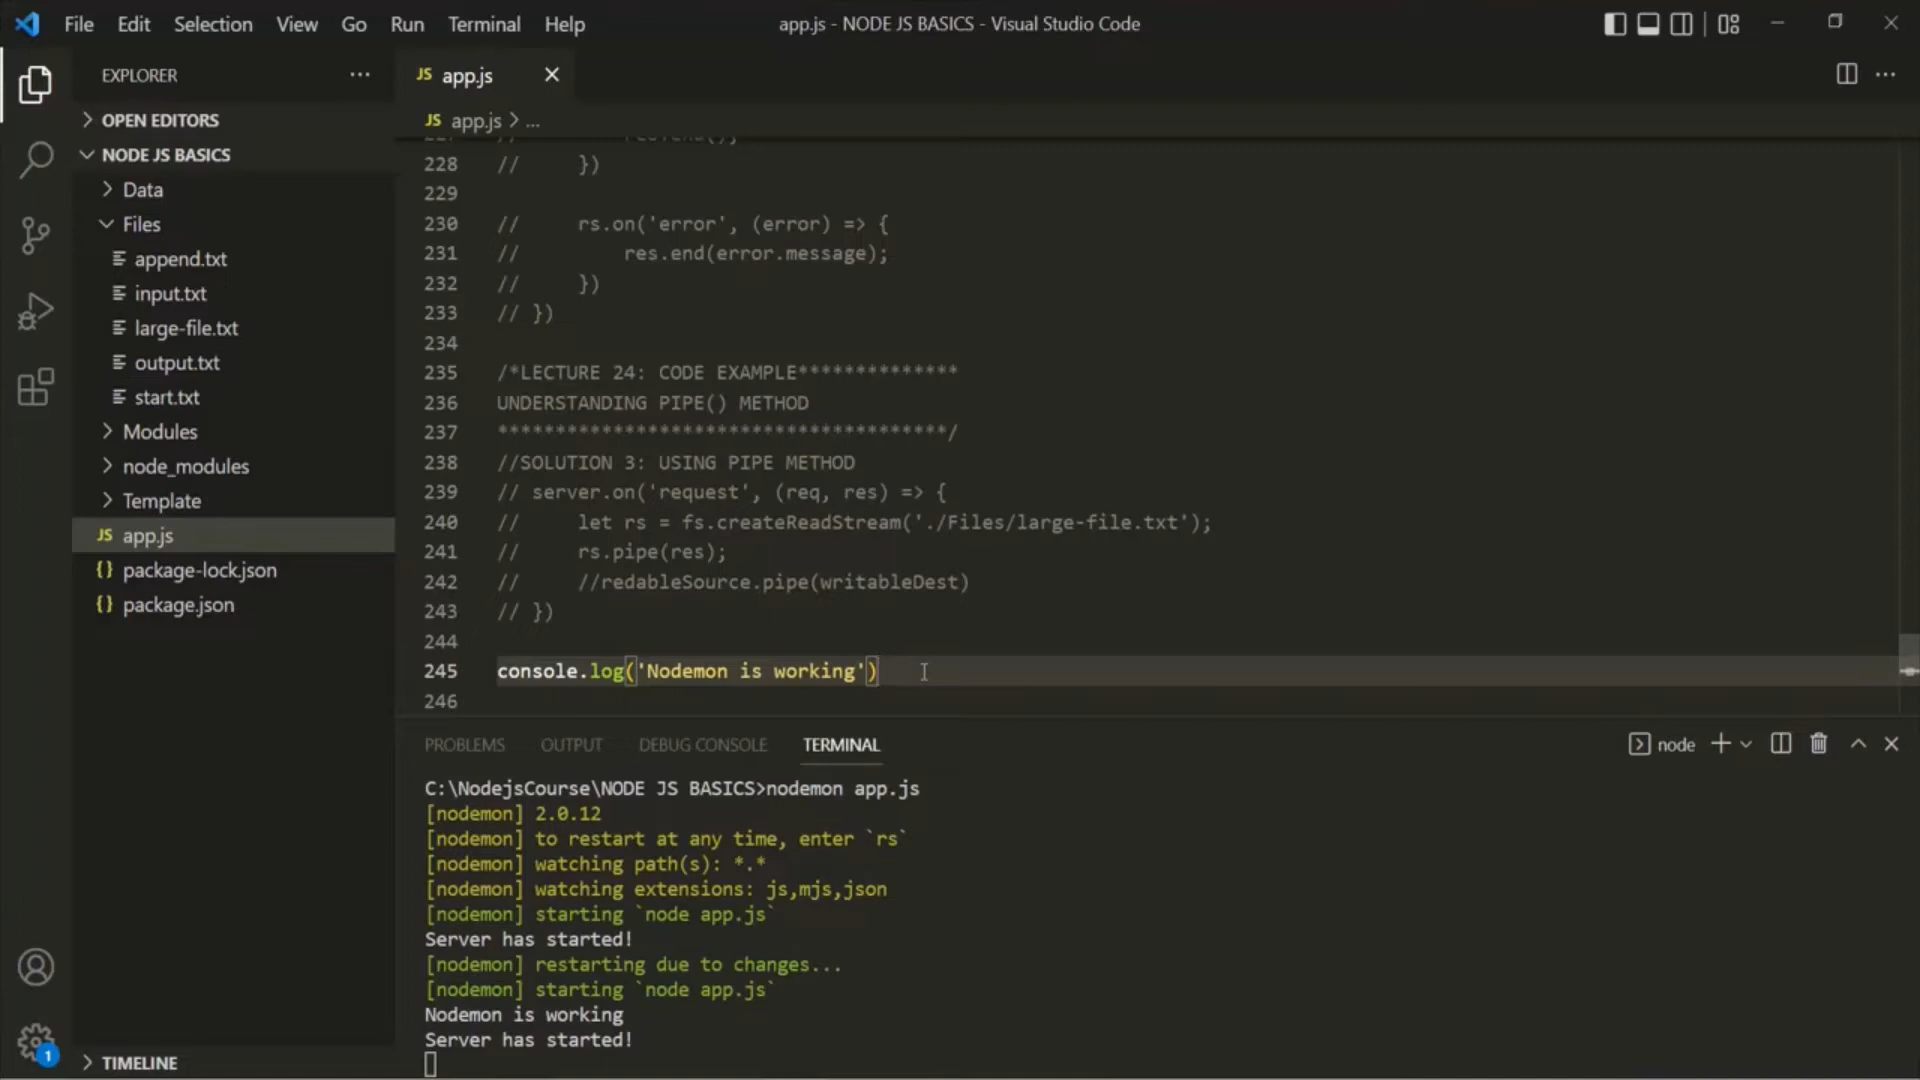 File Edit Selection View Go Run Terminal Help
app.js - NODE JS BASICS - Visual Studio Code
EXPLORER
OPEN EDITORS
NODE JS BASICS
Data
Files
append.txt
input.txt
large-file.txt
output.txt
start.txt
Modules
node_modules
Template
JS app.js
{} package-lock.json
{} package.json
TIMELINE
1
JS app.js
JS app.js > ...
228 // })
229
230 // rs.on('error', (error) => {
231 // res.end(error.message);
232 // })
233 // })
234
235 /*LECTURE 24: CODE EXAMPLE**************
236 UNDERSTANDING PIPE() METHOD
237 ***************************************/
238 //SOLUTION 3: USING PIPE METHOD
239 // server.on('request', (req, res) => {
240 // let rs = fs.createReadStream('./Files/large-file.txt');
241 // rs.pipe(res);
242 // //redableSource.pipe(writableDest)
243 // })
244
245 console.log('Nodemon is working')
246
PROBLEMS OUTPUT DEBUG CONSOLE TERMINAL
node
C:\NodejsCourse\NODE JS BASICS>nodemon app.js
[nodemon] 2.0.12
[nodemon] to restart at any time, enter `rs`
[nodemon] watching path(s): *.*
[nodemon] watching extensions: js,mjs,json
[nodemon] starting `node app.js`
Server has started!
[nodemon] restarting due to changes...
[nodemon] starting `node app.js`
Nodemon is working
Server has started!